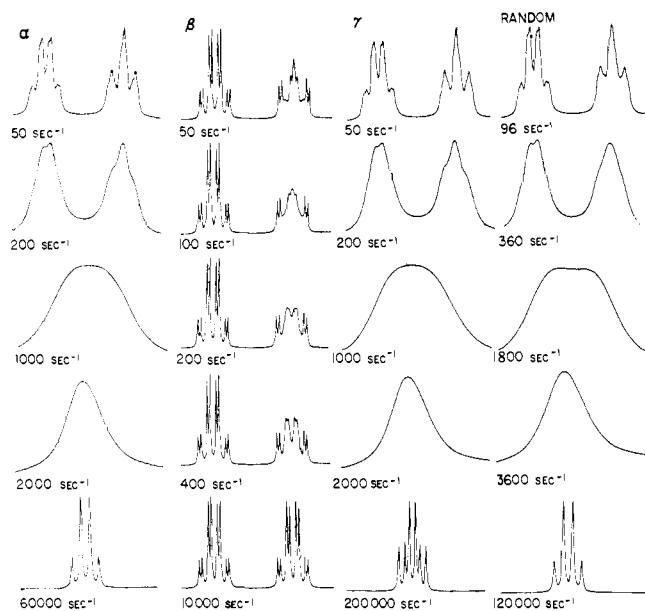 α β γ RANDOM
50 SEC⁻¹ 50 SEC⁻¹ 50 SEC⁻¹ 96 SEC⁻¹
200 SEC⁻¹ 100 SEC⁻¹ 200 SEC⁻¹ 360 SEC⁻¹
1000 SEC⁻¹ 200 SEC⁻¹ 1000 SEC⁻¹ 1800 SEC⁻¹
2000 SEC⁻¹ 400 SEC⁻¹ 2000 SEC⁻¹ 3600 SEC⁻¹
60000 SEC⁻¹ 10000 SEC⁻¹ 200000 SEC⁻¹ 120000 SEC⁻¹